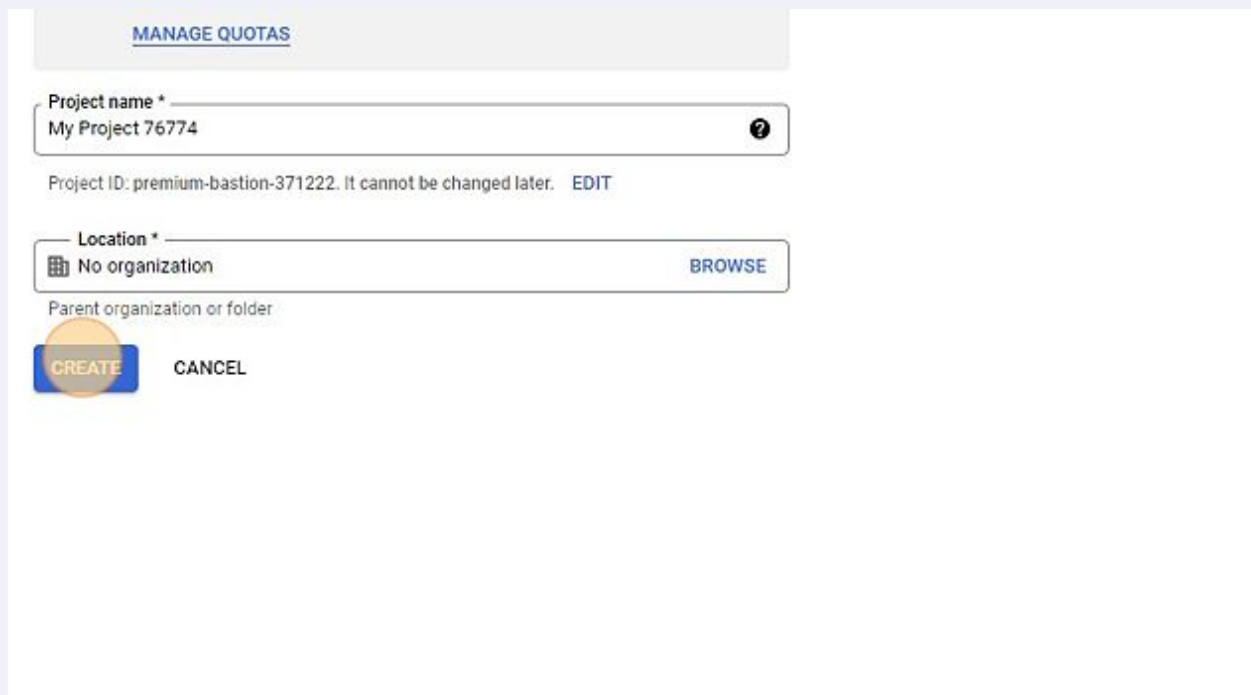 MANAGE QUOTAS
Project name *
My Project 76774
Project ID: premium-bastion-371222. It cannot be changed later. EDIT
Location *
No organization BROWSE
Parent organization or folder
CREATE CANCEL